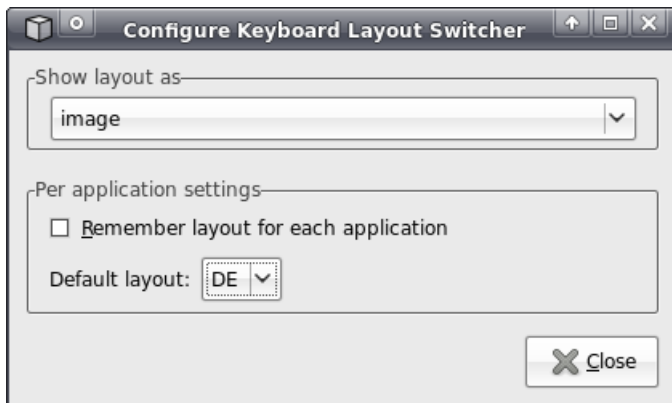 Configure Keyboard Layout Switcher
Show layout as
image
Per application settings
Remember layout for each application
Default layout: DE
Close